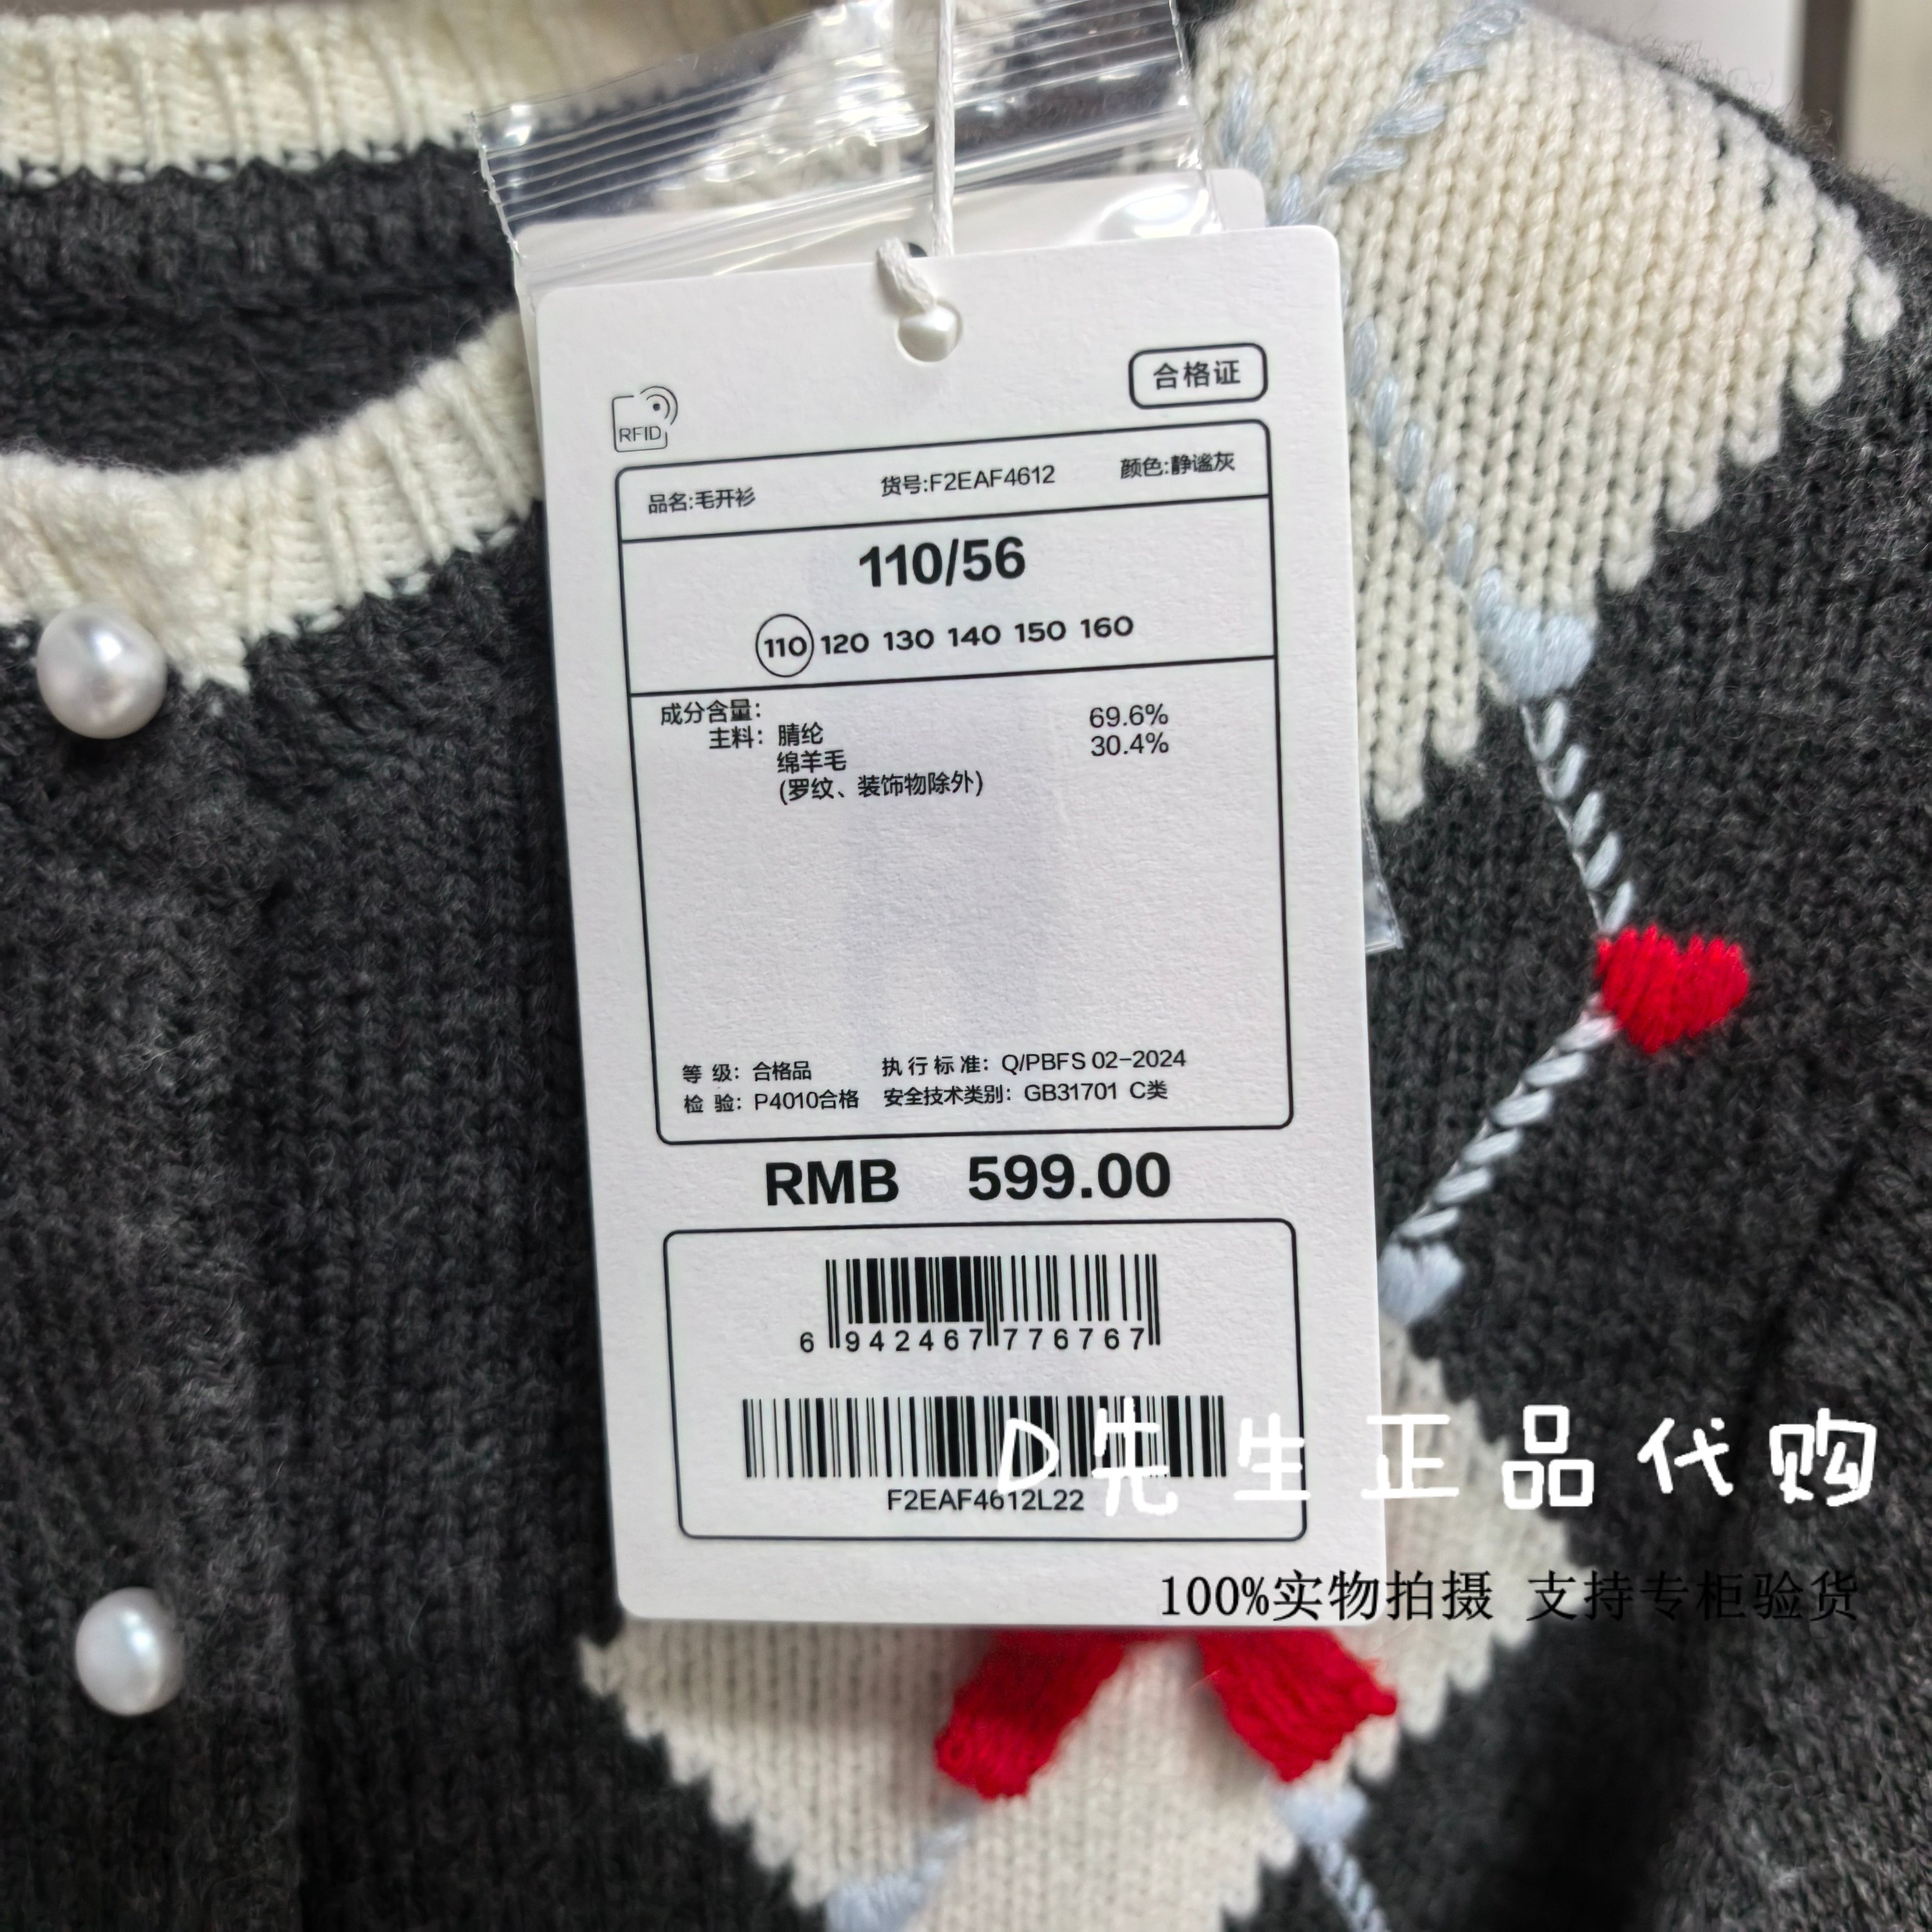 合格证
RFID
品名:毛开衫 货号:F2EAF4612 颜色:静谧灰
110/56
110 120 130 140 150 160
成分含量:
主料: 腈纶 69.6%
绵羊毛 30.4%
(罗纹、装饰物除外)
等 级: 合格品 执行标准: Q/PBFS 02-2024
检 验: P4010合格 安全技术类别: GB31701 C类
RMB 599.00
6 942467 776767
F2EAF4612L22
D先生正品代购
100%实物拍摄 支持专柜验货